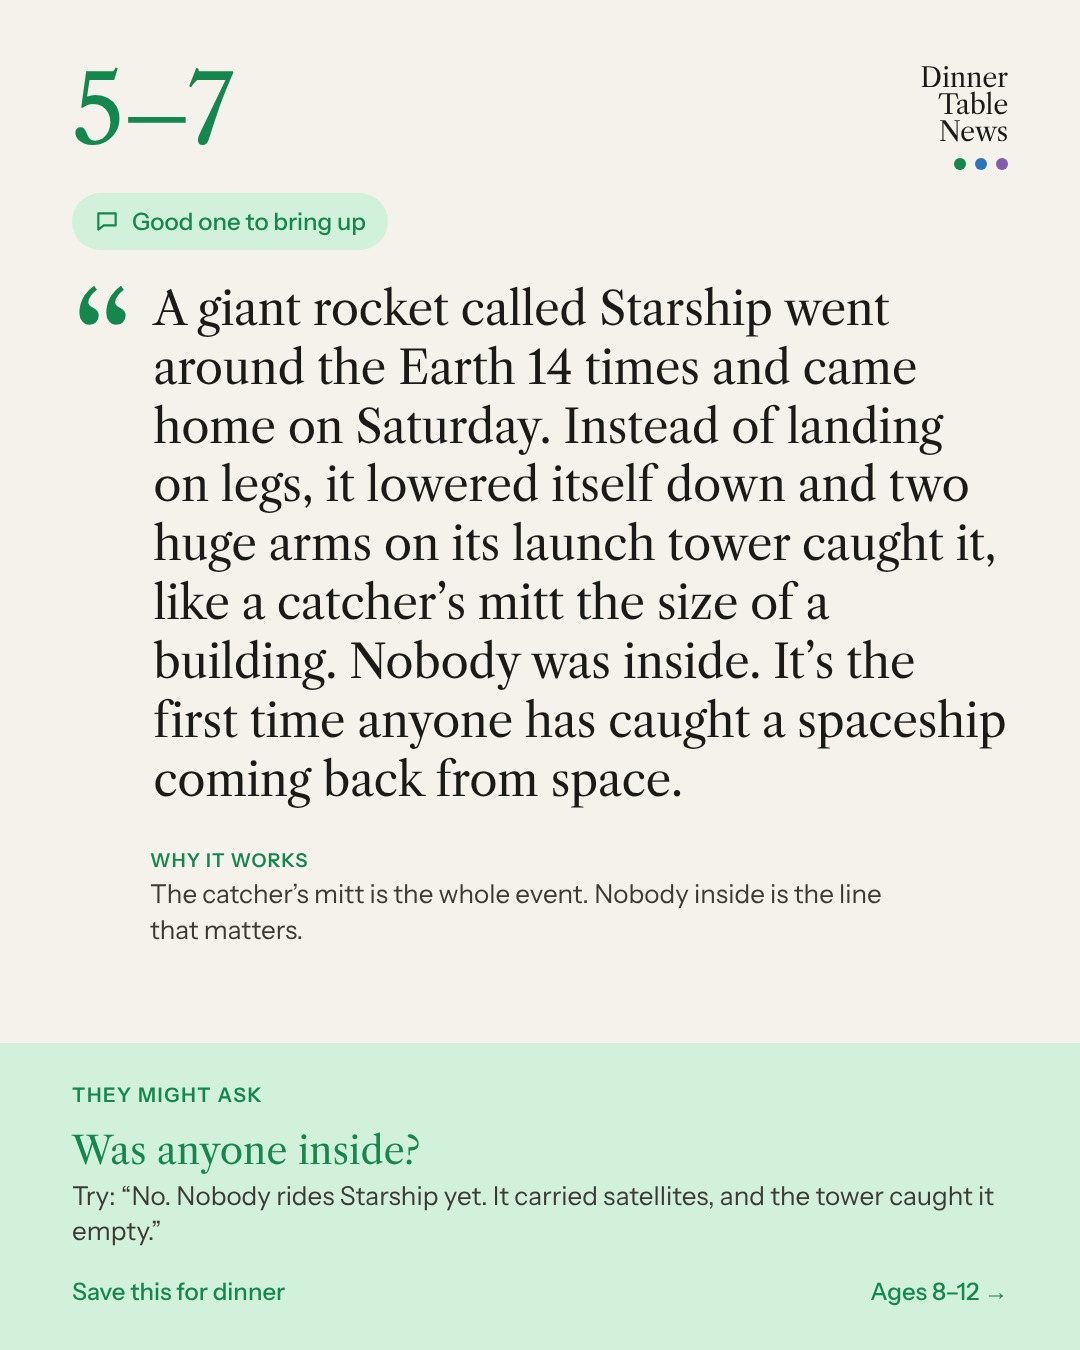 5–7
Dinner
Table
News
Good one to bring up
“A giant rocket called Starship went
around the Earth 14 times and came
home on Saturday. Instead of landing
on legs, it lowered itself down and two
huge arms on its launch tower caught it,
like a catcher’s mitt the size of a
building. Nobody was inside. It’s the
first time anyone has caught a spaceship
coming back from space.
WHY IT WORKS
The catcher’s mitt is the whole event. Nobody inside is the line
that matters.
THEY MIGHT ASK
Was anyone inside?
Try: “No. Nobody rides Starship yet. It carried satellites, and the tower caught it
empty.”
Save this for dinner
Ages 8–12 →